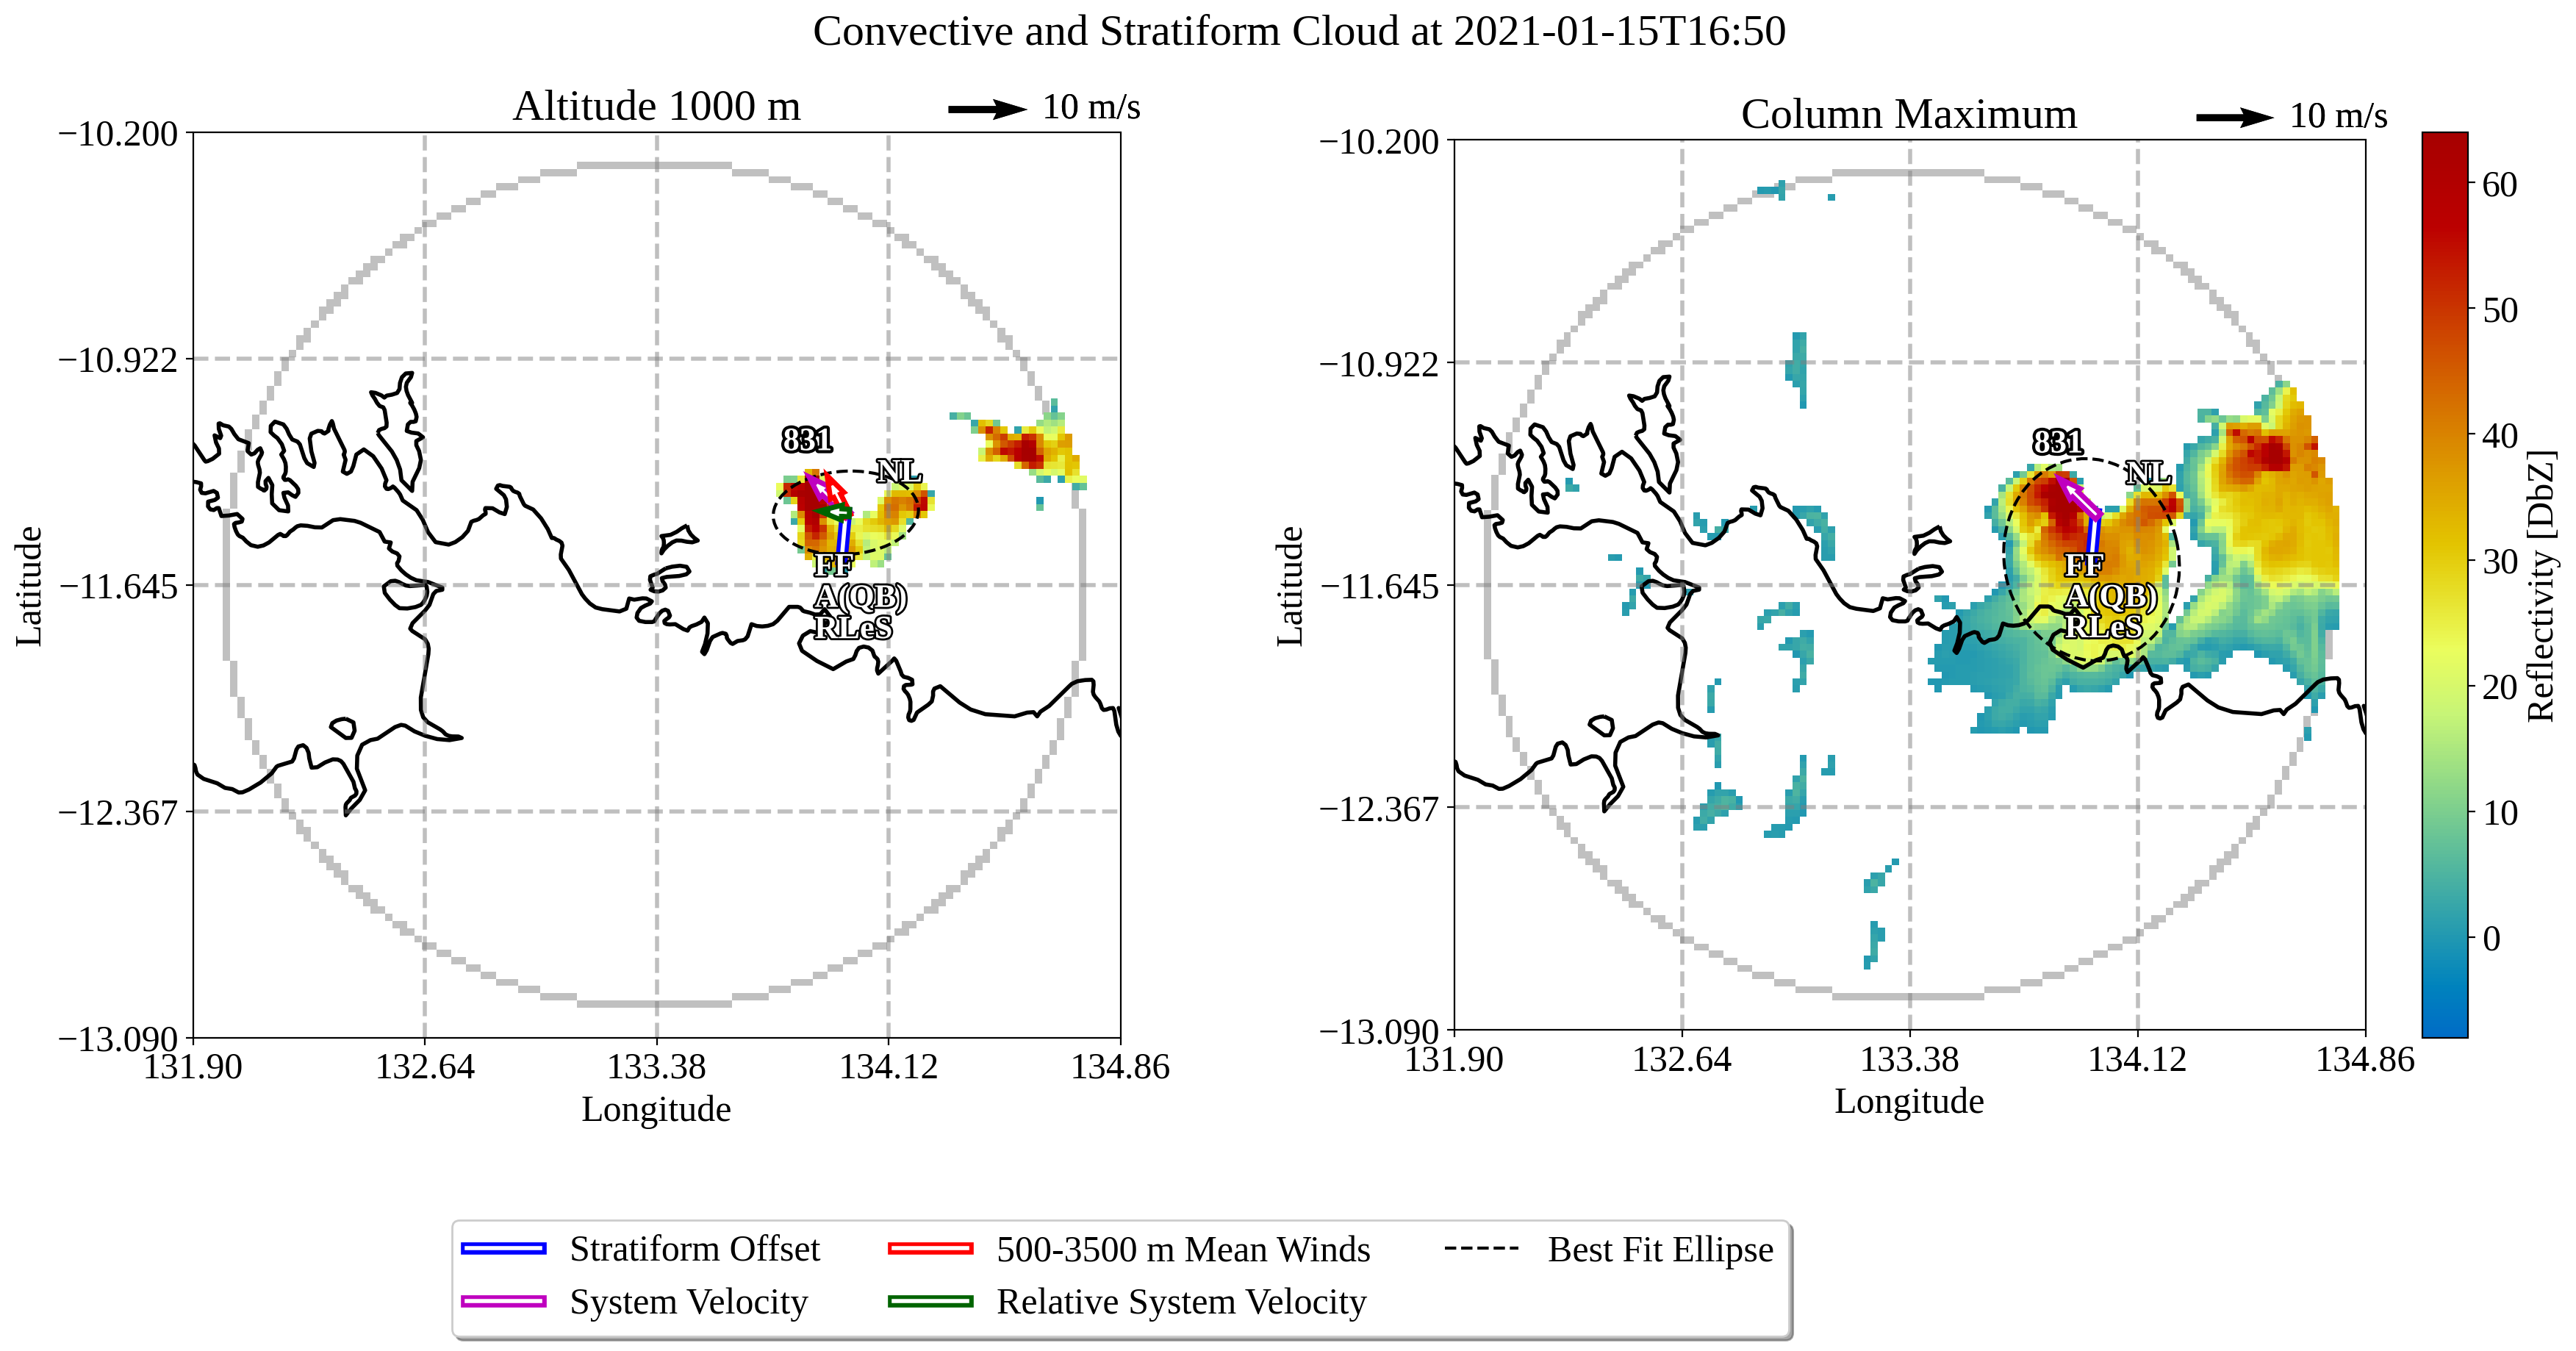 Convective and Stratiform Cloud at 2021-01-15T16:50
Altitude 1000 m
10 m/s
−10.200
−10.922
−11.645
−12.367
−13.090
Latitude
831
NL
FF
A(QB)
RLeS
131.90 132.64 133.38 134.12 134.86
Longitude
Column Maximum
10 m/s
−10.200
−10.922
−11.645
−12.367
−13.090
Latitude
831
NL
FF
A(QB)
RLeS
131.90 132.64 133.38 134.12 134.86
Longitude
60
50
40
30
20
10
0
Reflectivity [DbZ]
Stratiform Offset
System Velocity
500-3500 m Mean Winds
Relative System Velocity
Best Fit Ellipse